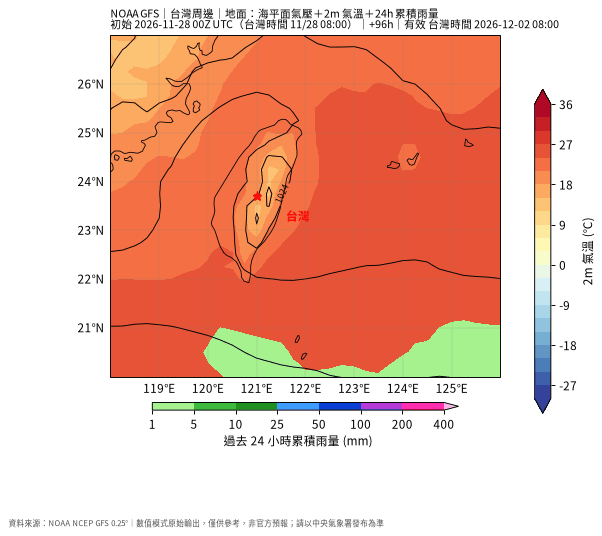 NOAA GFS｜台灣周邊｜地面：海平面氣壓＋2m 氣溫＋24h 累積雨量
初始 2026-11-28 00Z UTC（台灣時間 11/28 08:00）｜+96h｜有效 台灣時間 2026-12-02 08:00
26°N
25°N
24°N
23°N
22°N
21°N
1024
台灣
119°E 120°E 121°E 122°E 123°E 124°E 125°E
36
27
18
9
0
-9
-18
-27
2m 氣溫 (°C)
1 5 10 25 50 100 200 400
過去 24 小時累積雨量 (mm)
資料來源：NOAA NCEP GFS 0.25°｜數值模式原始輸出，僅供參考，非官方預報；請以中央氣象署發布為準